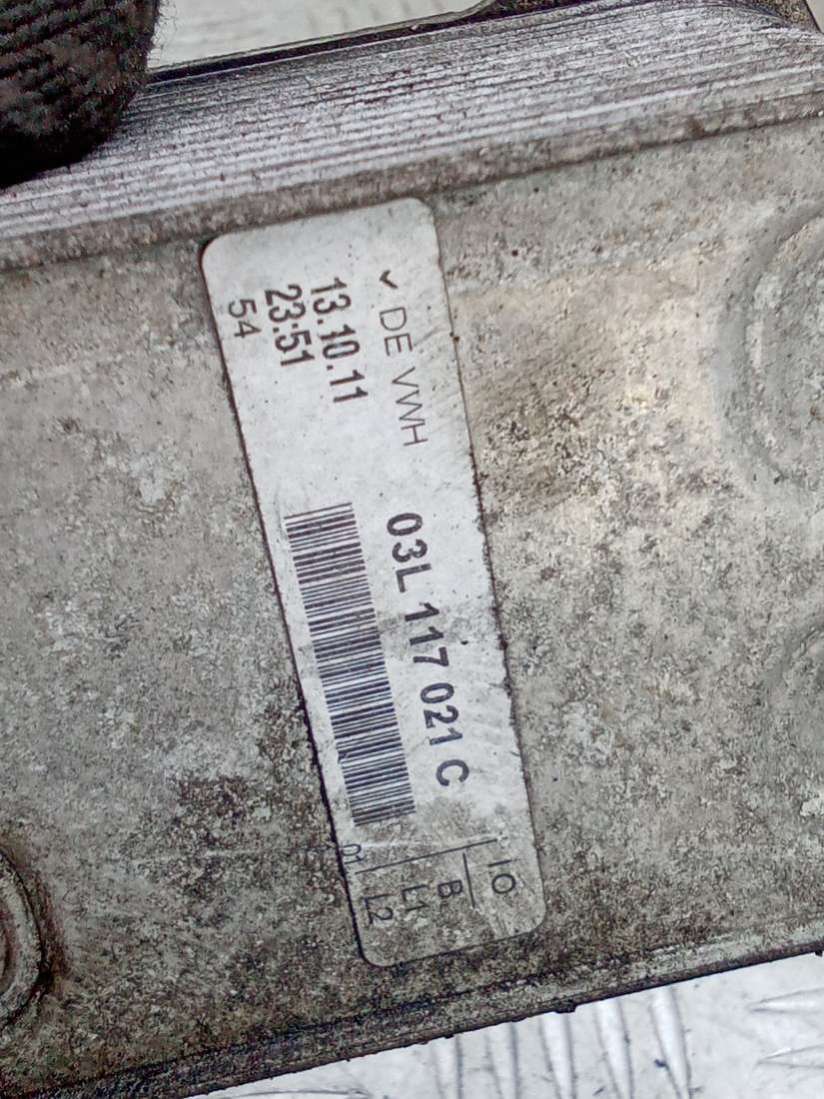 ✓ DE VWH
13.10.11
23:51
54
03L 117 021 C
IO
B
L1
L2
01